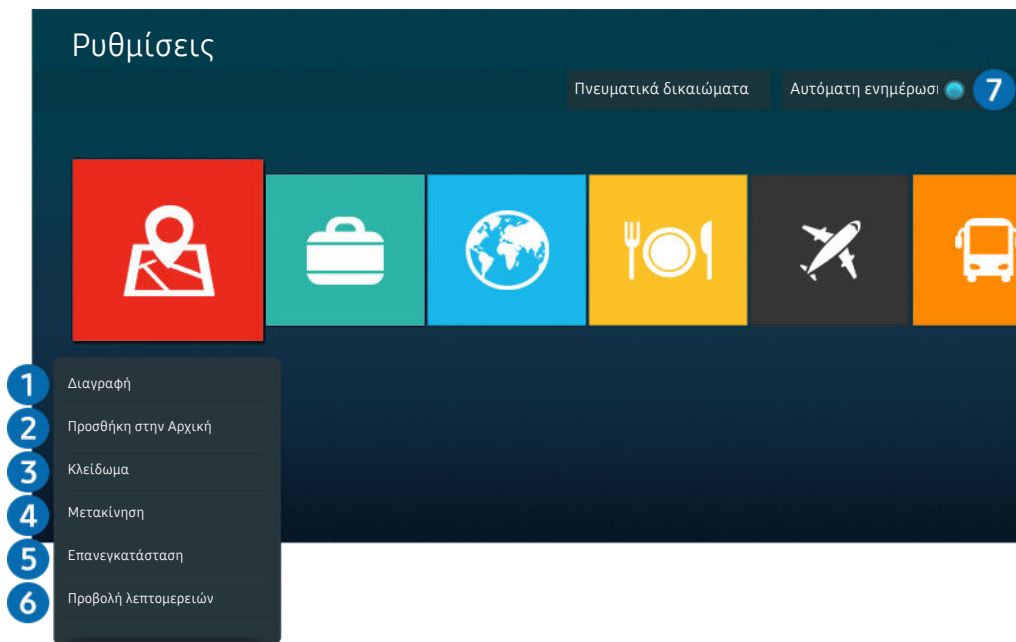 Ρυθμίσεις
Πνευματικά δικαιώματα
Αυτόματη ενημέρωσι
7
1
Διαγραφή
2
Προσθήκη στην Αρχική
3
Κλείδωμα
4
Μετακίνηση
5
Επανεγκατάσταση
6
Προβολή λεπτομερειών